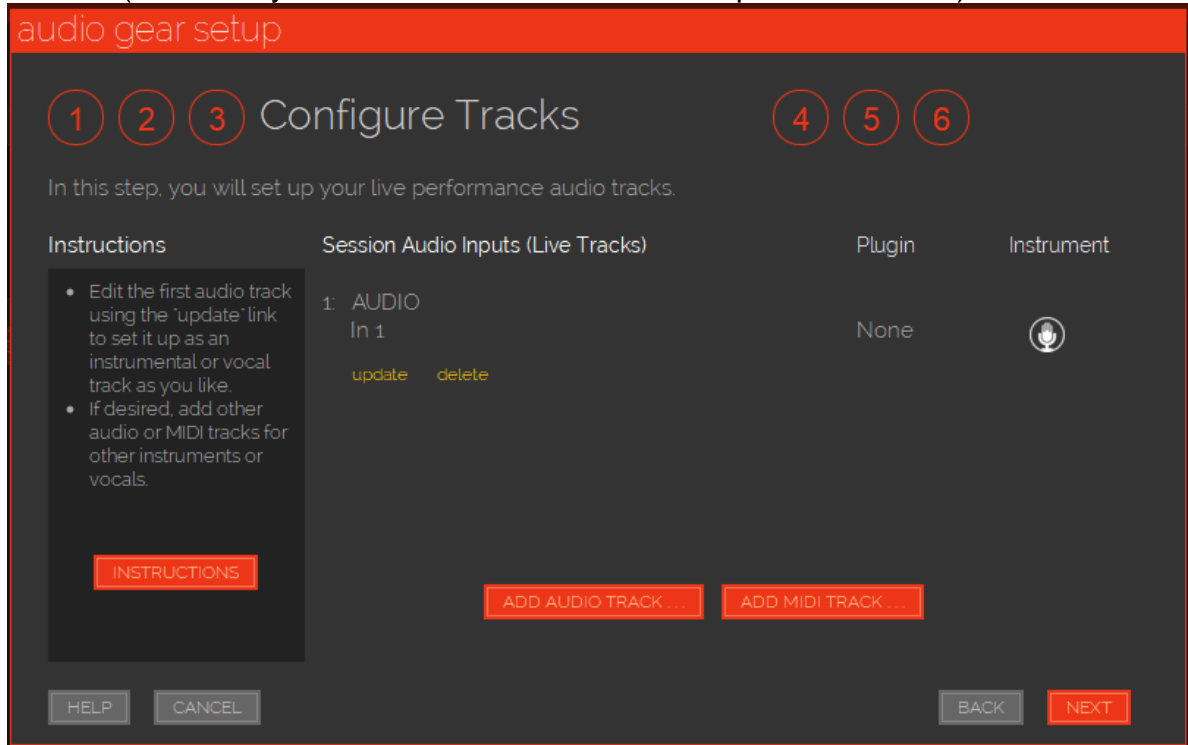 audio gear setup
1 2 3 Configure Tracks 4 5 6
In this step, you will set up your live performance audio tracks.
Instructions Session Audio Inputs (Live Tracks) Plugin Instrument
• Edit the first audio track
using the "update" link
to set it up as an
instrumental or vocal
track as you like.
• If desired, add other
audio or MIDI tracks for
other instruments or
vocals.
INSTRUCTIONS
1: AUDIO
In 1 None
update delete
ADD AUDIO TRACK . . . ADD MIDI TRACK . . .
HELP CANCEL BACK NEXT